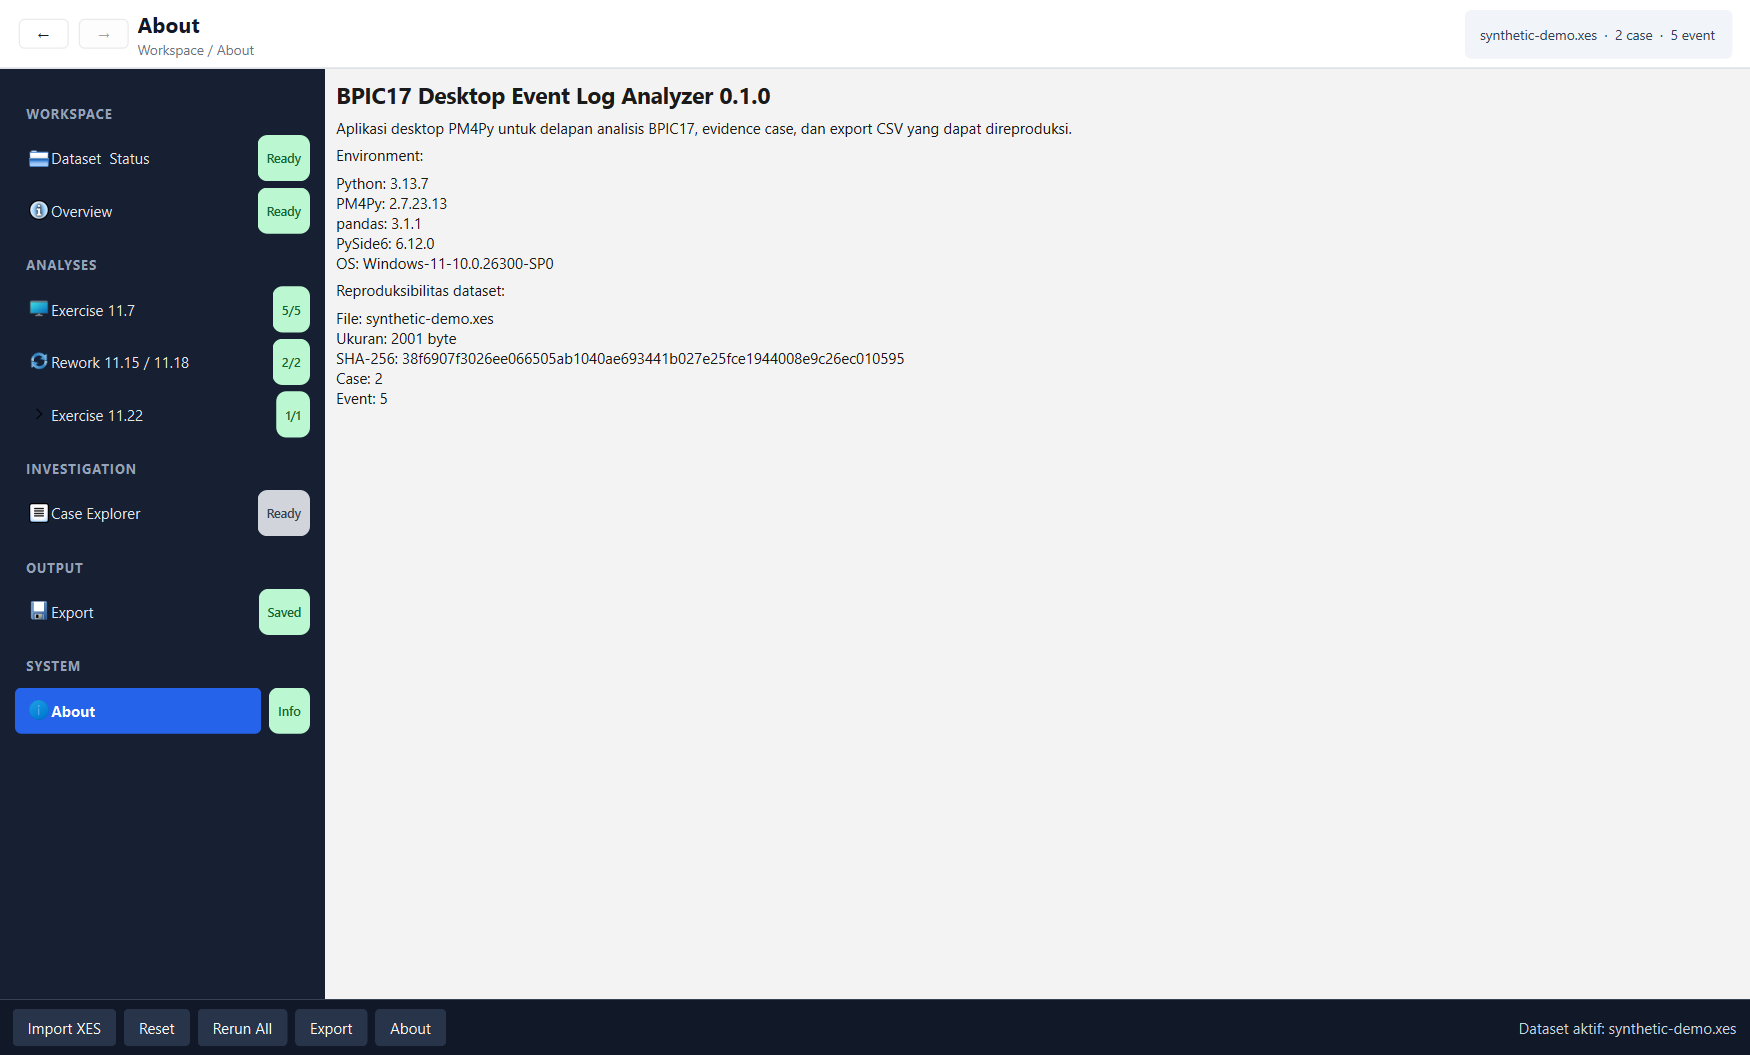 ←
→
About
Workspace / About
synthetic-demo.xes · 2 case · 5 event
WORKSPACE
Dataset Status
Ready
Overview
Ready
ANALYSES
Exercise 11.7
5/5
Rework 11.15 / 11.18
2/2
Exercise 11.22
1/1
INVESTIGATION
Case Explorer
Ready
OUTPUT
Export
Saved
SYSTEM
About
Info
BPIC17 Desktop Event Log Analyzer 0.1.0
Aplikasi desktop PM4Py untuk delapan analisis BPIC17, evidence case, dan export CSV yang dapat direproduksi.
Environment:
Python: 3.13.7
PM4Py: 2.7.23.13
pandas: 3.1.1
PySide6: 6.12.0
OS: Windows-11-10.0.26300-SP0
Reproduksibilitas dataset:
File: synthetic-demo.xes
Ukuran: 2001 byte
SHA-256: 38f6907f3026ee066505ab1040ae693441b027e25fce1944008e9c26ec010595
Case: 2
Event: 5
Import XES
Reset
Rerun All
Export
About
Dataset aktif: synthetic-demo.xes